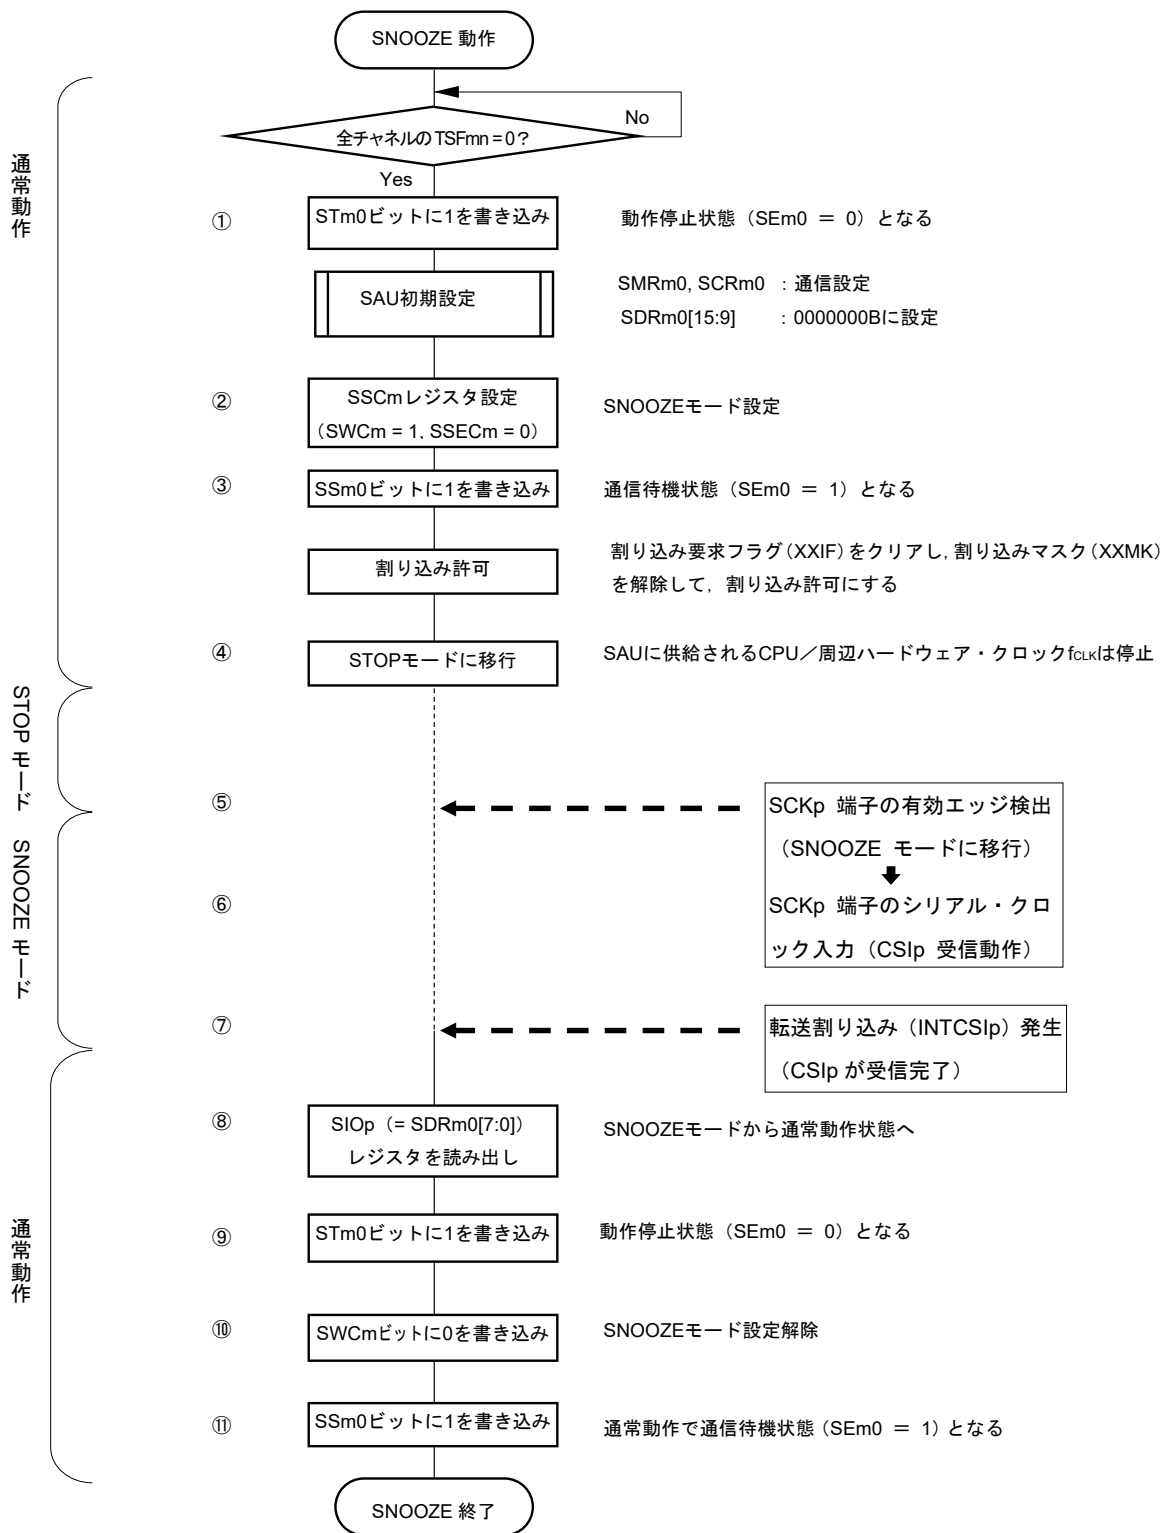 SNOOZE 動作
No
全チャネルのTSFmn = 0？
Yes
通常動作
① STm0ビットに1を書き込み 動作停止状態（SEm0 ＝ 0）となる
SAU初期設定
SMRm0, SCRm0 ：通信設定
SDRm0[15:9] ：0000000Bに設定
② SSCmレジスタ設定
（SWCm = 1, SSECm = 0）
SNOOZEモード設定
③ SSm0ビットに1を書き込み 通信待機状態（SEm0 ＝ 1）となる
割り込み許可
割り込み要求フラグ（XXIF）をクリアし, 割り込みマスク（XXMK）
を解除して，割り込み許可にする
④ STOPモードに移行 SAUに供給されるCPU／周辺ハードウェア・クロックfCLKは停止
STOP モード
⑤
SCKp 端子の有効エッジ検出
（SNOOZE モードに移行）
SNOOZE モード
⑥
SCKp 端子のシリアル・クロ
ック入力（CSIp 受信動作）
⑦
転送割り込み（INTCSIp）発生
（CSIp が受信完了）
通常動作
⑧ SIOp（= SDRm0[7:0]）
レジスタを読み出し
SNOOZEモードから通常動作状態へ
⑨ STm0ビットに1を書き込み 動作停止状態（SEm0 ＝ 0）となる
⑩ SWCmビットに0を書き込み SNOOZEモード設定解除
⑪ SSm0ビットに1を書き込み 通常動作で通信待機状態（SEm0 ＝ 1）となる
SNOOZE 終了